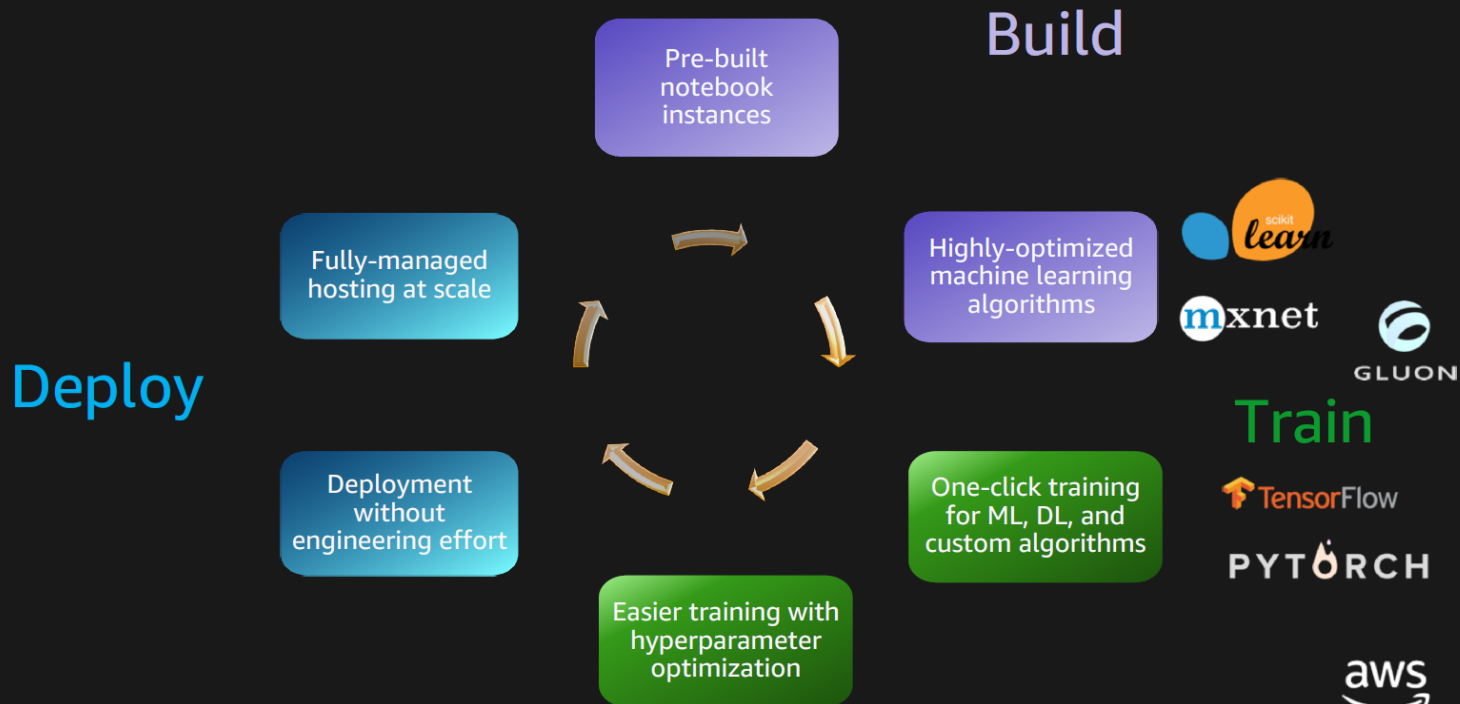 Build
Pre-built
notebook
instances
Highly-optimized
machine learning
algorithms
scikit
learn
mxnet
GLUON
Train
One-click training
for ML, DL, and
custom algorithms
TensorFlow
PYTORCH
Easier training with
hyperparameter
optimization
Deployment
without
engineering effort
Deploy
Fully-managed
hosting at scale
aws